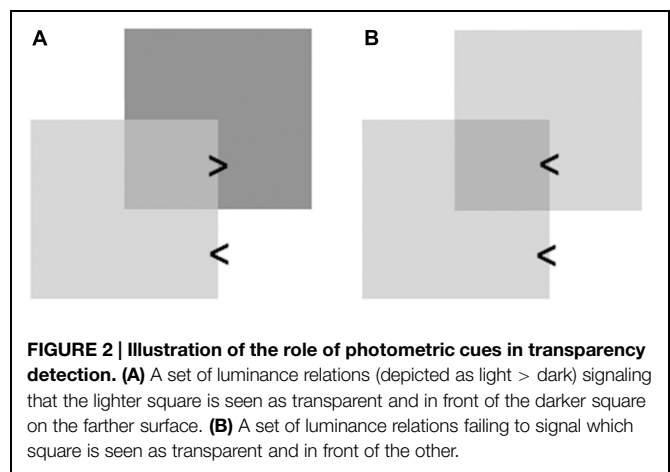 A
B
>
<
<
<
FIGURE 2 | Illustration of the role of photometric cues in transparency
detection. (A) A set of luminance relations (depicted as light > dark) signaling
that the lighter square is seen as transparent and in front of the darker square
on the farther surface. (B) A set of luminance relations failing to signal which
square is seen as transparent and in front of the other.